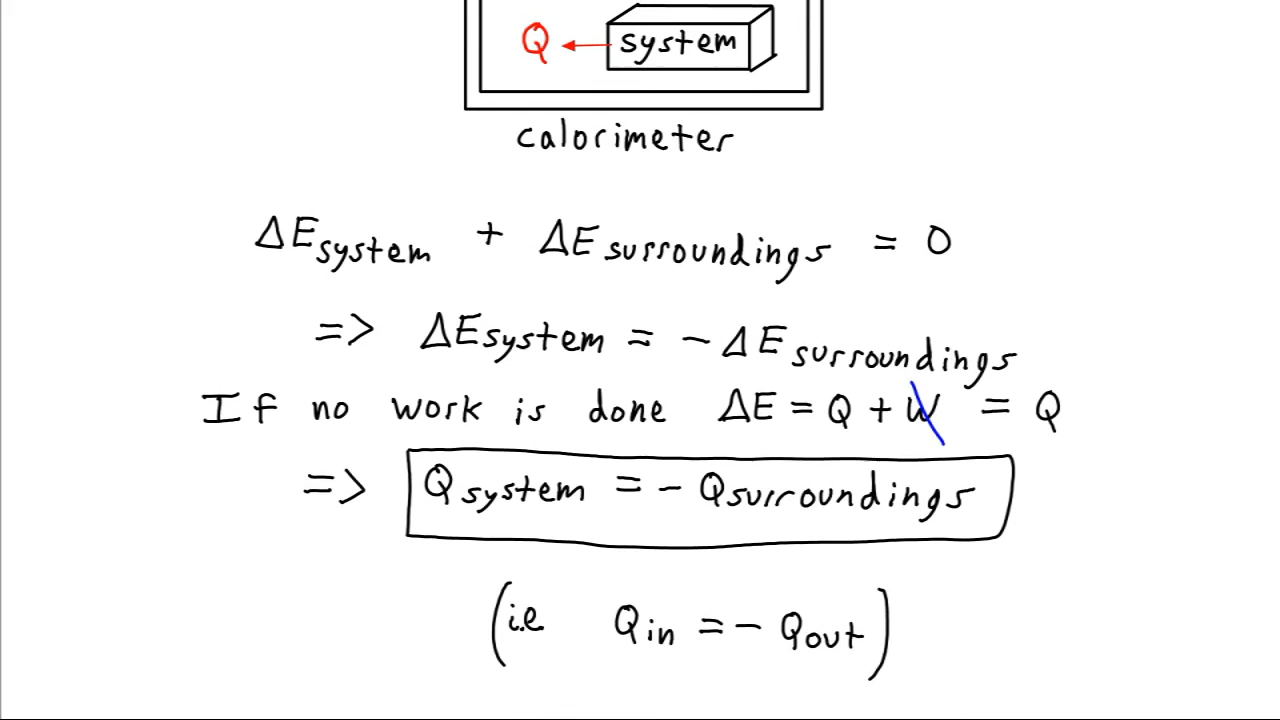 Q ← system
calorimeter
ΔEsystem + ΔEsurroundings = 0
=> ΔEsystem = - ΔEsurroundings
If no work is done ΔE = Q + W = Q
=> Qsystem = - Qsurroundings
(i.e Qin = - Qout)